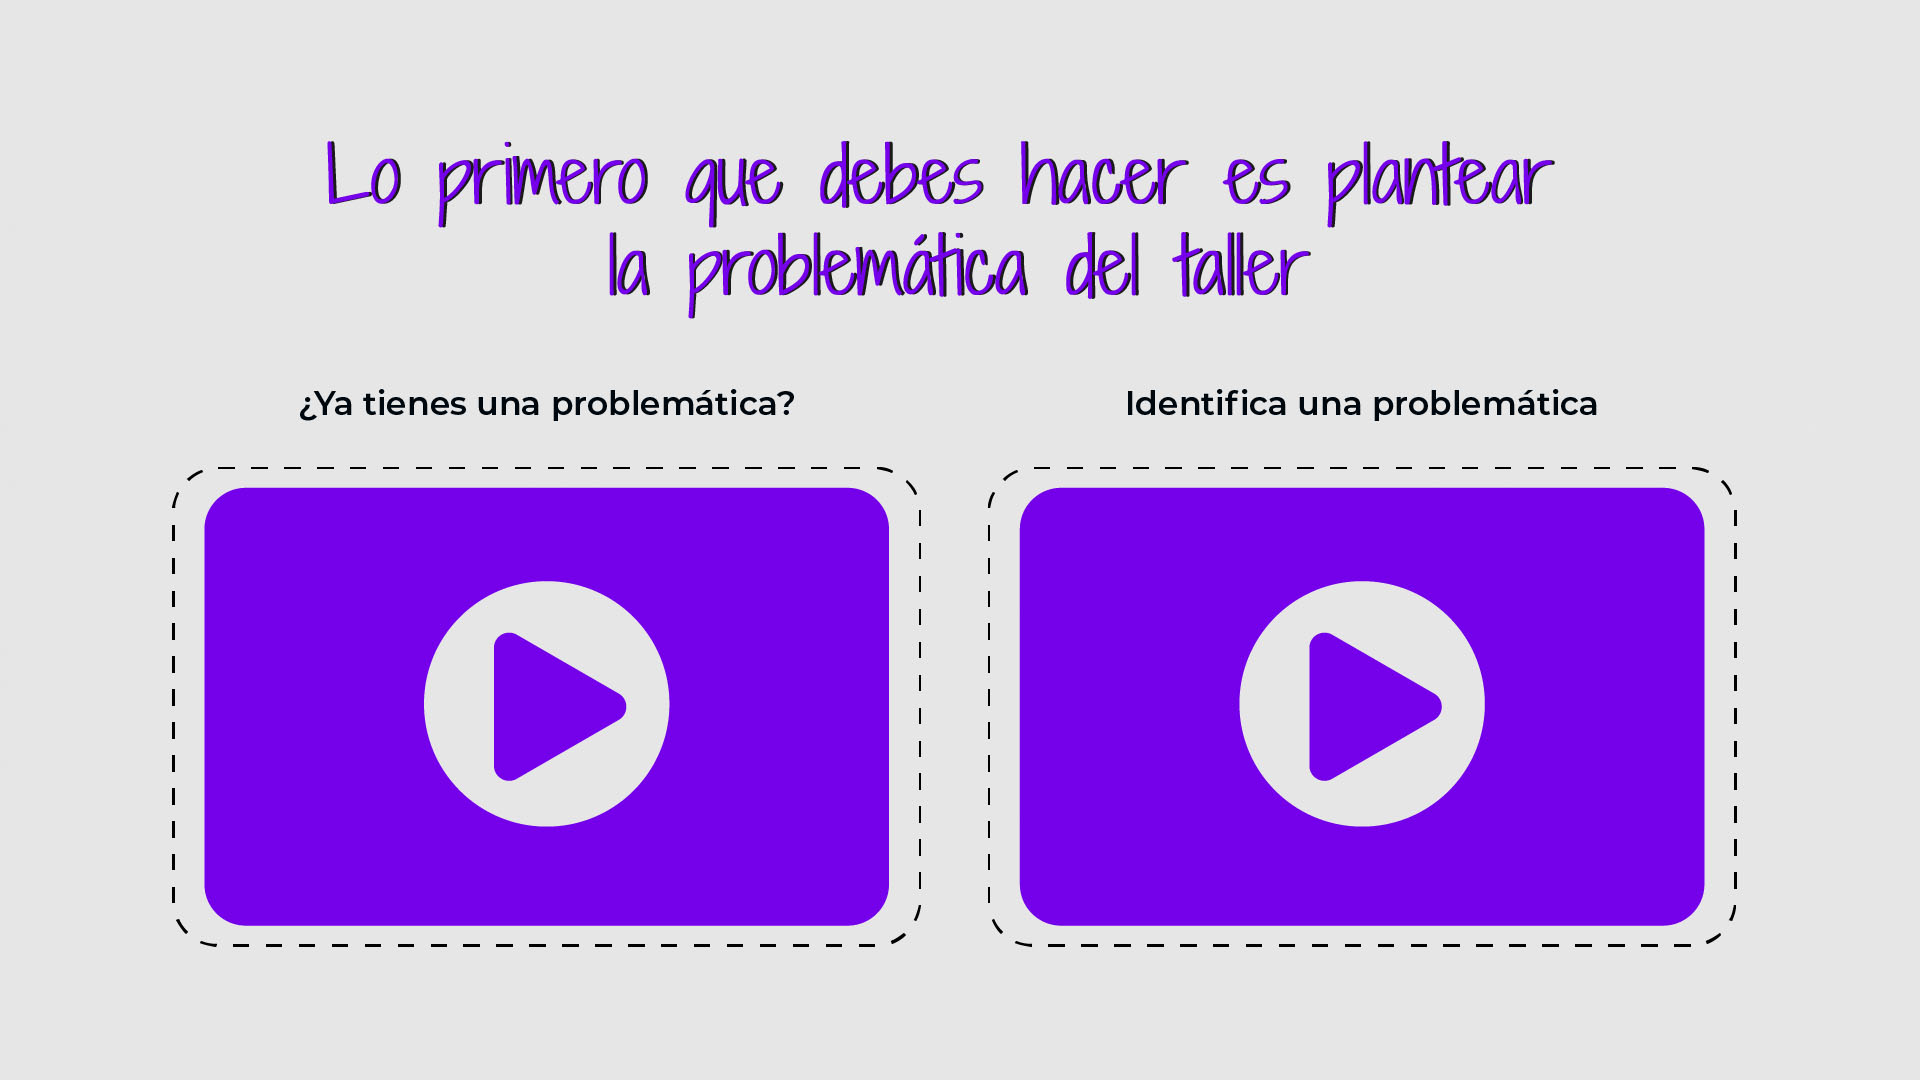 Lo primero que debes hacer es plantear
la problemática del taller
¿Ya tienes una problemática?
Identifica una problemática